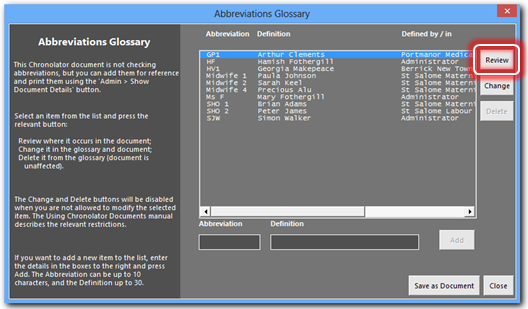 Abbreviations Glossary
Abbreviations Glossary
This Chronolator document is not checking
abbreviations, but you can add them for reference
and print them using the 'Admin > Show
Document Details' button.
Select an item from the list and press the
relevant button:
Review where it occurs in the document;
Change it in the glossary and document;
Delete it from the glossary (document is
unaffected).
The Change and Delete buttons will be disabled
when you are not allowed to modify the selected
item. The Using Chronolator Documents manual
describes the relevant restrictions.
If you want to add a new item to the list, enter
the details in the boxes to the right and press
Add. The Abbreviation can be up to 10
characters, and the Definition up to 30.
Abbreviation Definition Defined by / in
GP1 Arthur Clements Portmanor Medica
HF Hamish Fothergill Administrator
HV1 Georgia Makepeace Berrick New Town
Midwife 1 Paula Johnson St Salome Matern
Midwife 2 Sarah Keel St Salome Matern
Midwife 4 Precious Alu St Salome Matern
Ms F Mary Fothergill Administrator
SHO 1 Brian Adams St Salome Matern
SHO 2 Peter James St Salome Labour
SJW Simon Walker Administrator
Review
Change
Delete
Abbreviation Definition
Add
Save as Document Close